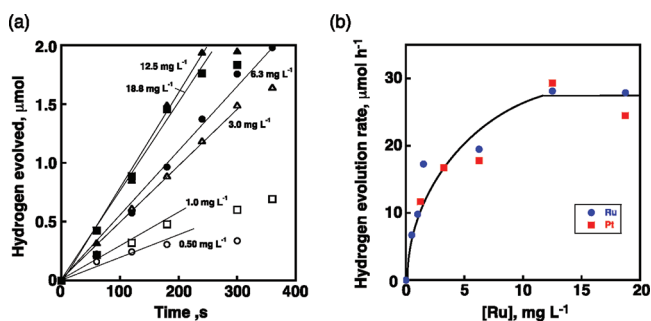 (a)
2.0
1.5
1.0
0.5
0
0
100
200
300
400
Hydrogen evolved, μmol
Time ,s
12.5 mg L-1
18.8 mg L-1
6.3 mg L-1
3.0 mg L-1
1.0 mg L-1
0.50 mg L-1
(b)
40
30
20
10
0
0
5
10
15
20
Hydrogen evolution rate, μmol h-1
[Ru], mg L-1
Ru
Pt